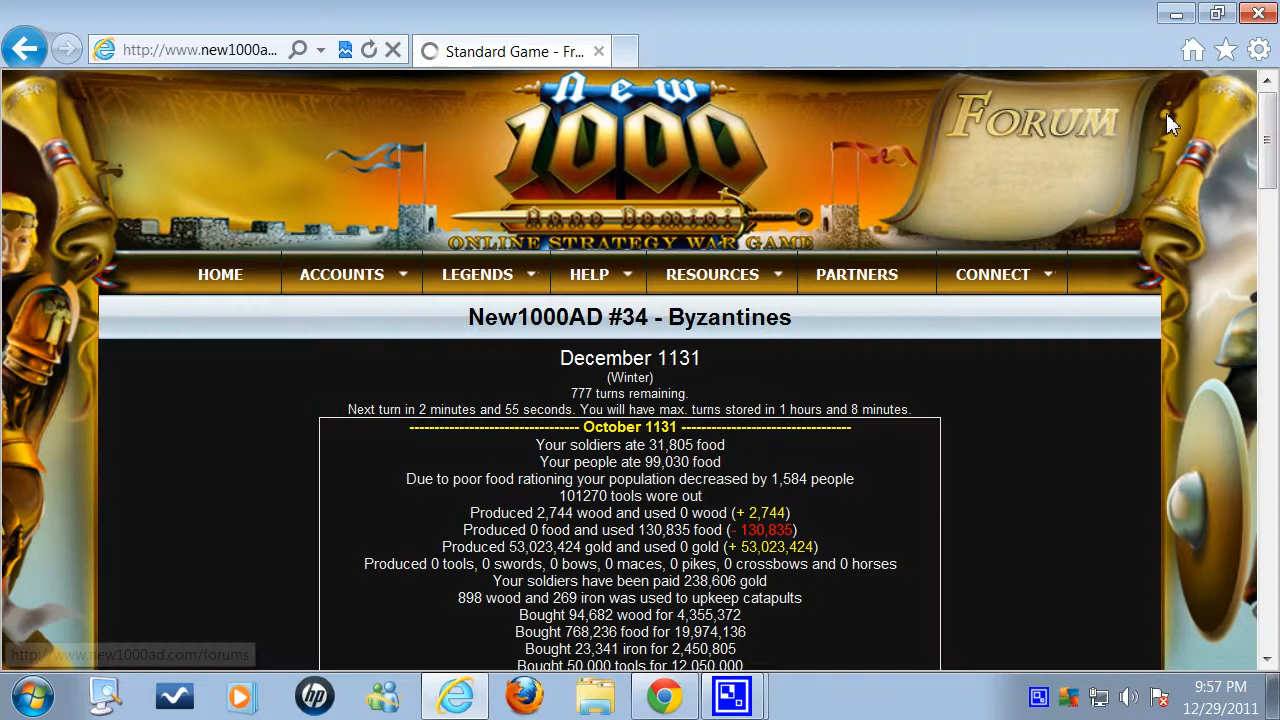 http://www.new1000a...
Standard Game - Fr...
New
1000
Anno Domini
ONLINE STRATEGY WAR GAME
FORUM
HOME
ACCOUNTS
LEGENDS
HELP
RESOURCES
PARTNERS
CONNECT
New1000AD #34 - Byzantines
December 1131
(Winter)
777 turns remaining.
Next turn in 2 minutes and 55 seconds. You will have max. turns stored in 1 hours and 8 minutes.
---------------------------------- October 1131 ----------------------------------
Your soldiers ate 31,805 food
Your people ate 99,030 food
Due to poor food rationing your population decreased by 1,584 people
101270 tools wore out
Produced 2,744 wood and used 0 wood (+ 2,744)
Produced 0 food and used 130,835 food (- 130,835)
Produced 53,023,424 gold and used 0 gold (+ 53,023,424)
Produced 0 tools, 0 swords, 0 bows, 0 maces, 0 pikes, 0 crossbows and 0 horses
Your soldiers have been paid 238,606 gold
898 wood and 269 iron was used to upkeep catapults
Bought 94,682 wood for 4,355,372
Bought 768,236 food for 19,974,136
Bought 23,341 iron for 2,450,805
Bought 50,000 tools for 12,050,000
http://www.new1000ad.com/forums
hp
9:57 PM
12/29/2011